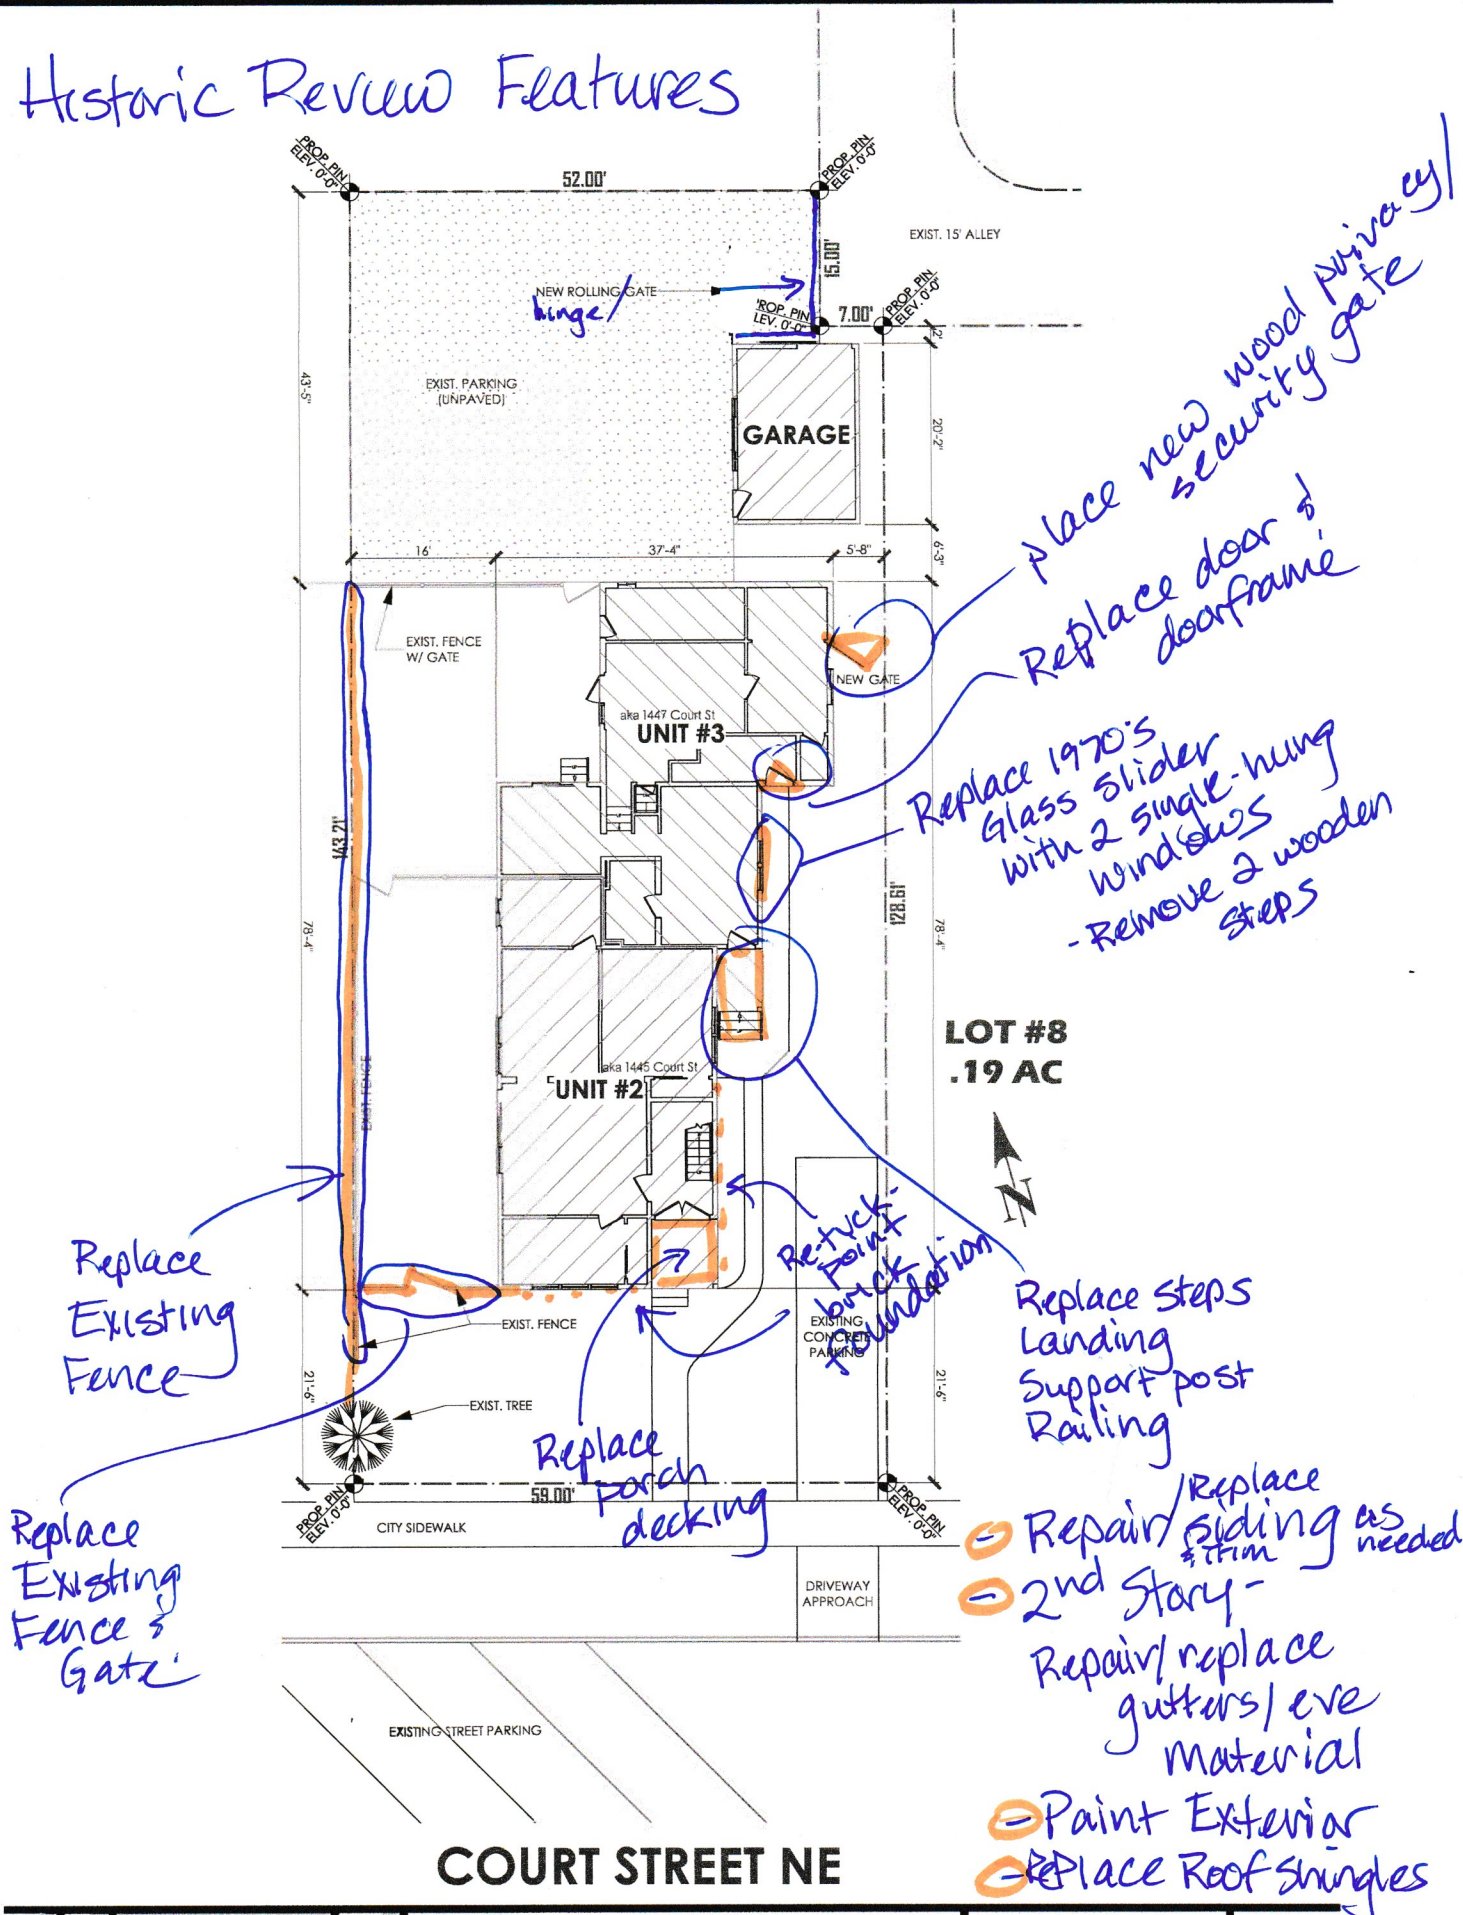 Historic Review Features
PROP. PIN
ELEV. 0'-0"
52.00'
PROP. PIN
ELEV. 0'-0"
EXIST. 15' ALLEY
15.00'
NEW ROLLING GATE
hinge/
'ROP. PIN
LEV. 0'-0"
7.00'
PROP. PIN
ELEV. 0'-0"
2'
43'-5"
EXIST. PARKING
(UNPAVED)
GARAGE
20'-2"
place new wood privacy/
security gate
16'
37'-4"
5'-8"
6'-3"
Replace door &
doorframe
EXIST. FENCE
W/ GATE
NEW GATE
aka 1447 Court St
UNIT #3
Replace 1970's
Glass Slider
with 2 single-hung
windows
- Remove 2 wooden
steps
143.21'
128.61'
78'-4"
78'-4"
LOT #8
.19 AC
EXIST. FENCE
aka 1445 Court St
UNIT #2
N
Re-tuck-
point
brick
foundation
Replace
Existing
Fence
EXIST. FENCE
EXISTING
CONCRETE
PARKING
Replace Steps
Landing
Support post
Railing
21'-6"
21'-6"
EXIST. TREE
Replace
porch
decking
59.00'
PROP. PIN
ELEV. 0'-0"
PROP. PIN
ELEV. 0'-0"
CITY SIDEWALK
Replace
Existing
Fence &
Gate
- Repair/Replace siding as needed
& trim
- 2nd Story -
Repair/replace
gutters/eve
material
- Paint Exterior
- RePlace Roof Shingles
DRIVEWAY
APPROACH
EXISTING STREET PARKING
COURT STREET NE